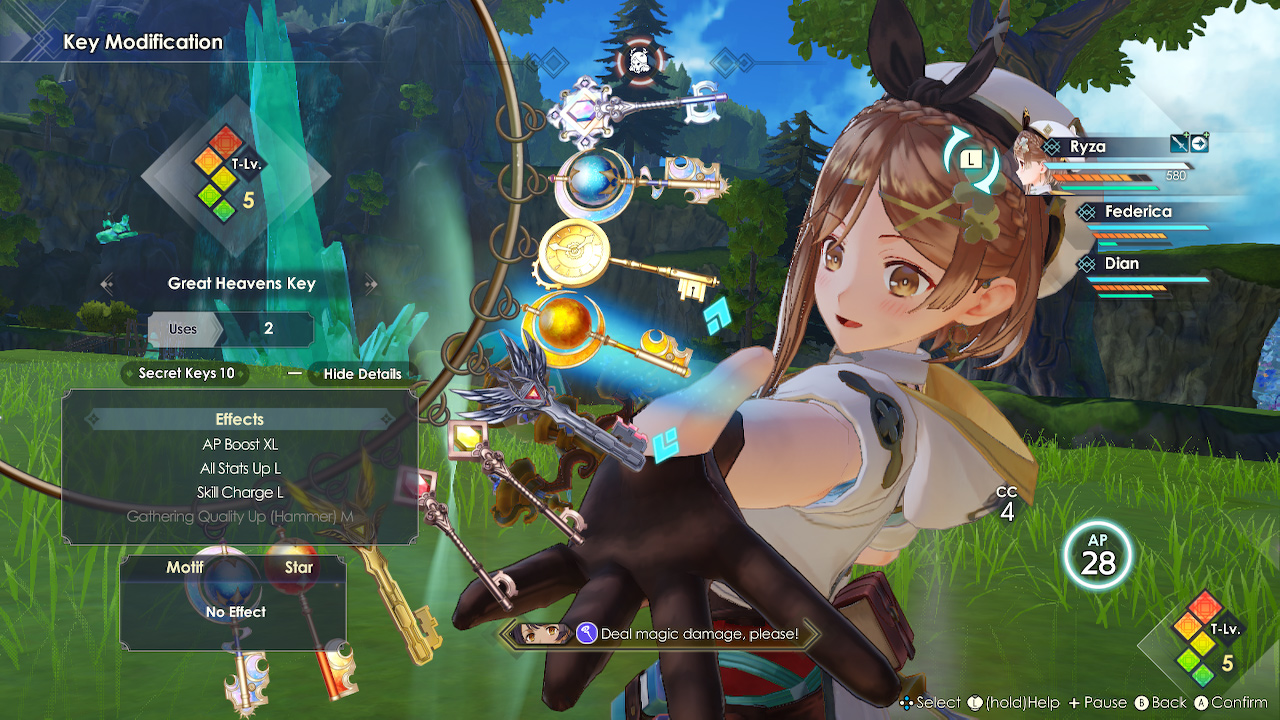 Key Modification
T-Lv.
5
Great Heavens Key
Uses 2
Secret Keys 10 Hide Details
Effects
AP Boost XL
All Stats Up L
Skill Charge L
Gathering Quality Up (Hammer) M
Motif Star
No Effect
L
Ryza
580
Federica
Dian
CC
4
AP
28
Deal magic damage, please!
T-Lv.
5
Select L (hold)Help + Pause B Back A Confirm